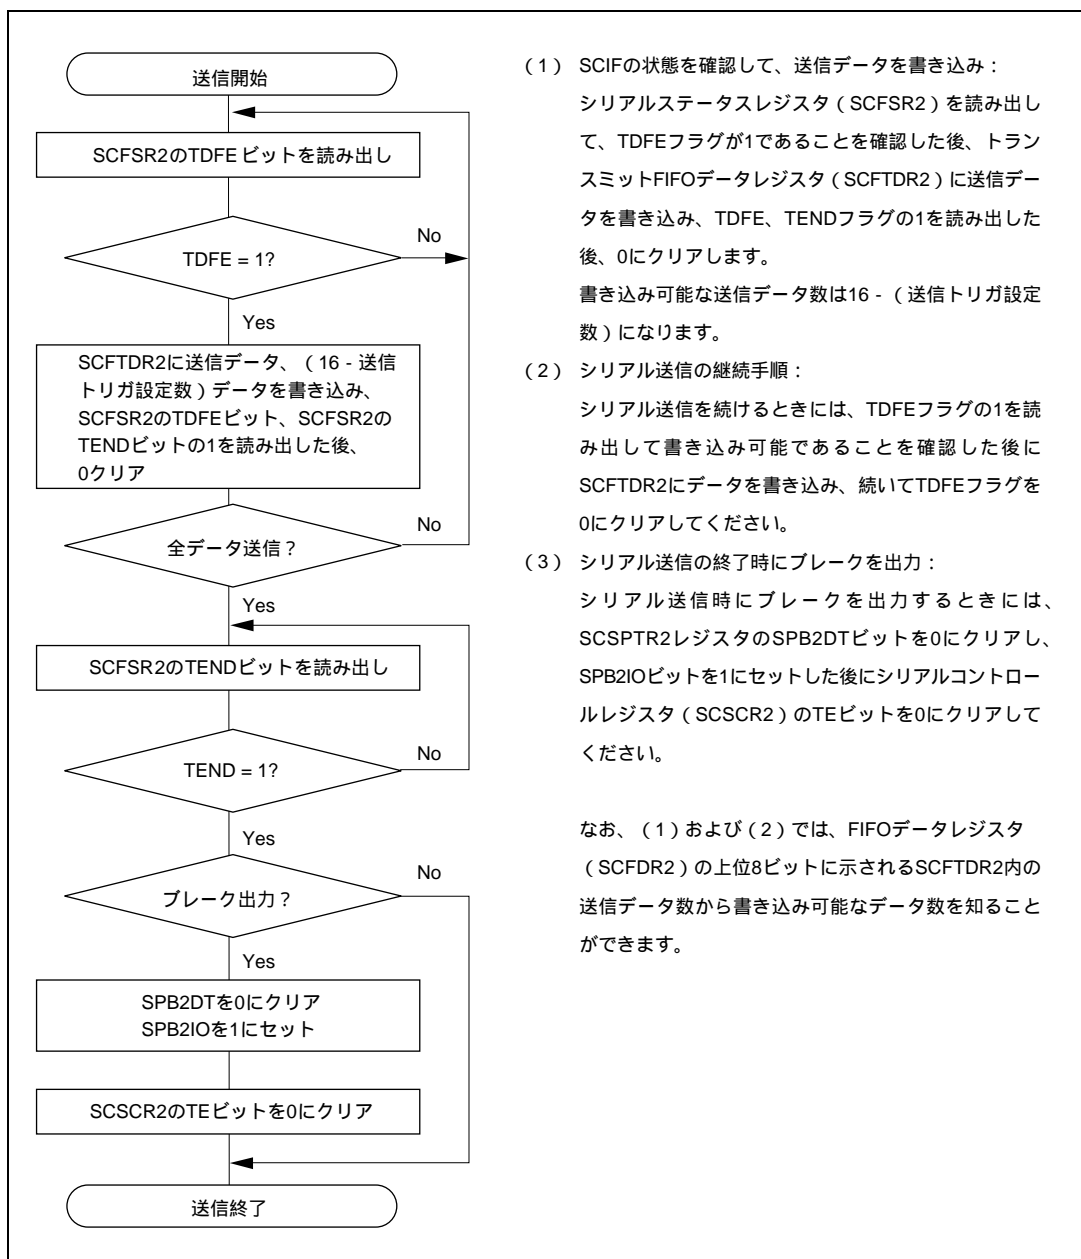 送信開始
SCFSR2のTDFEビットを読み出し
TDFE = 1?
No
Yes
SCFTDR2に送信データ、（16 - 送信
トリガ設定数）データを書き込み、
SCFSR2のTDFEビット、SCFSR2の
TENDビットの1を読み出した後、
0クリア
全データ送信？
No
Yes
SCFSR2のTENDビットを読み出し
TEND = 1?
No
Yes
ブレーク出力？
No
Yes
SPB2DTを0にクリア
SPB2IOを1にセット
SCSCR2のTEビットを0にクリア
送信終了
（1） SCIFの状態を確認して、送信データを書き込み：
シリアルステータスレジスタ（SCFSR2）を読み出し
て、TDFEフラグが1であることを確認した後、トラン
スミットFIFOデータレジスタ（SCFTDR2）に送信デー
タを書き込み、TDFE、TENDフラグの1を読み出した
後、0にクリアします。
書き込み可能な送信データ数は16 - （送信トリガ設定
数）になります。
（2） シリアル送信の継続手順：
シリアル送信を続けるときには、TDFEフラグの1を読
み出して書き込み可能であることを確認した後に
SCFTDR2にデータを書き込み、続いてTDFEフラグを
0にクリアしてください。
（3） シリアル送信の終了時にブレークを出力：
シリアル送信時にブレークを出力するときには、
SCSPTR2レジスタのSPB2DTビットを0にクリアし、
SPB2IOビットを1にセットした後にシリアルコントロー
ルレジスタ（SCSCR2）のTEビットを0にクリアして
ください。
なお、（1）および（2）では、FIFOデータレジスタ
（SCFDR2）の上位8ビットに示されるSCFTDR2内の
送信データ数から書き込み可能なデータ数を知ること
ができます。